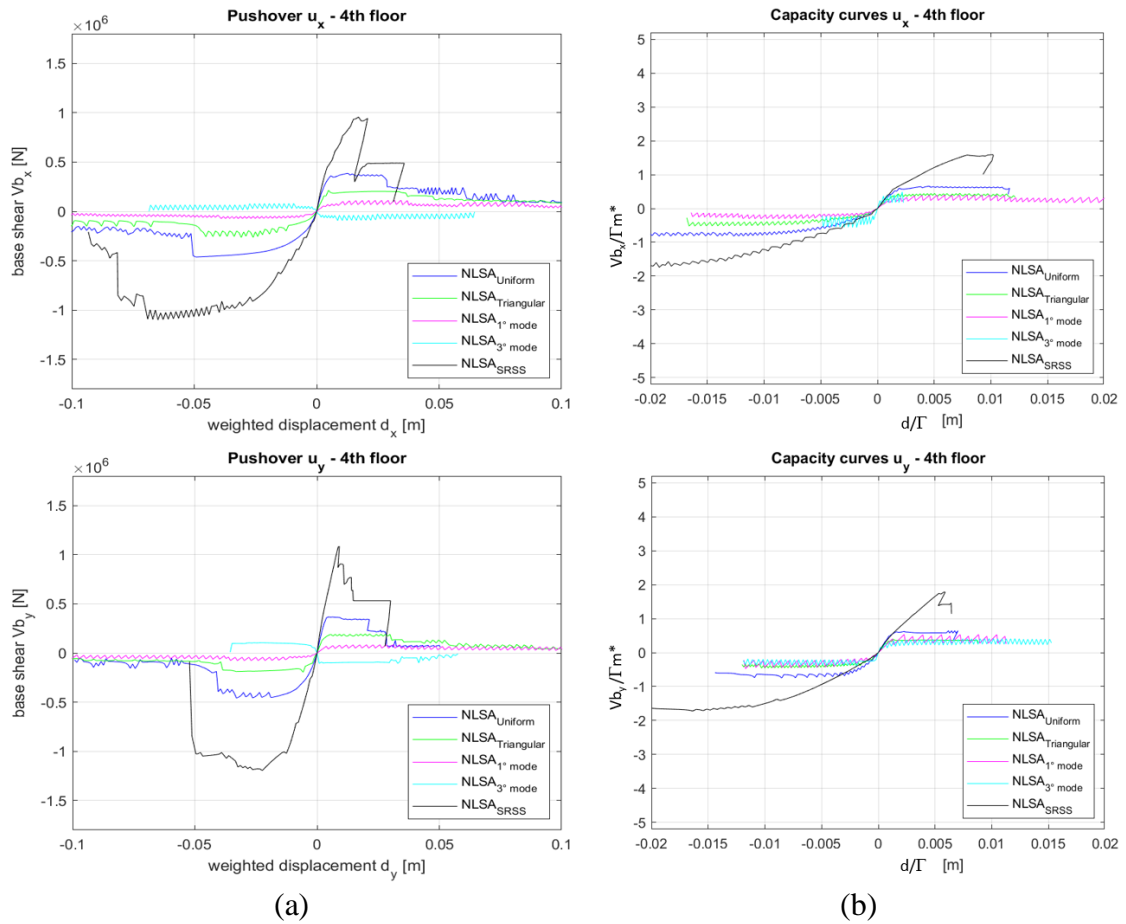 Pushover u_x - 4th floor
×10^6
base shear Vb_x [N]
1.5
1
0.5
0
-0.5
-1
-1.5
NLSA_Uniform
NLSA_Triangular
NLSA_1° mode
NLSA_3° mode
NLSA_SRSS
-0.1 -0.05 0 0.05 0.1
weighted displacement d_x [m]
Capacity curves u_x - 4th floor
Vb_x/Γm*
5
4
3
2
1
0
-1
-2
-3
-4
-5
NLSA_Uniform
NLSA_Triangular
NLSA_1° mode
NLSA_3° mode
NLSA_SRSS
-0.02 -0.015 -0.01 -0.005 0 0.005 0.01 0.015 0.02
d/Γ [m]
Pushover u_y - 4th floor
×10^6
base shear Vb_y [N]
1.5
1
0.5
0
-0.5
-1
-1.5
NLSA_Uniform
NLSA_Triangular
NLSA_1° mode
NLSA_3° mode
NLSA_SRSS
-0.1 -0.05 0 0.05 0.1
weighted displacement d_y [m]
Capacity curves u_y - 4th floor
Vb_y/Γm*
5
4
3
2
1
0
-1
-2
-3
-4
-5
NLSA_Uniform
NLSA_Triangular
NLSA_1° mode
NLSA_3° mode
NLSA_SRSS
-0.02 -0.015 -0.01 -0.005 0 0.005 0.01 0.015 0.02
d/Γ [m]
(a) (b)